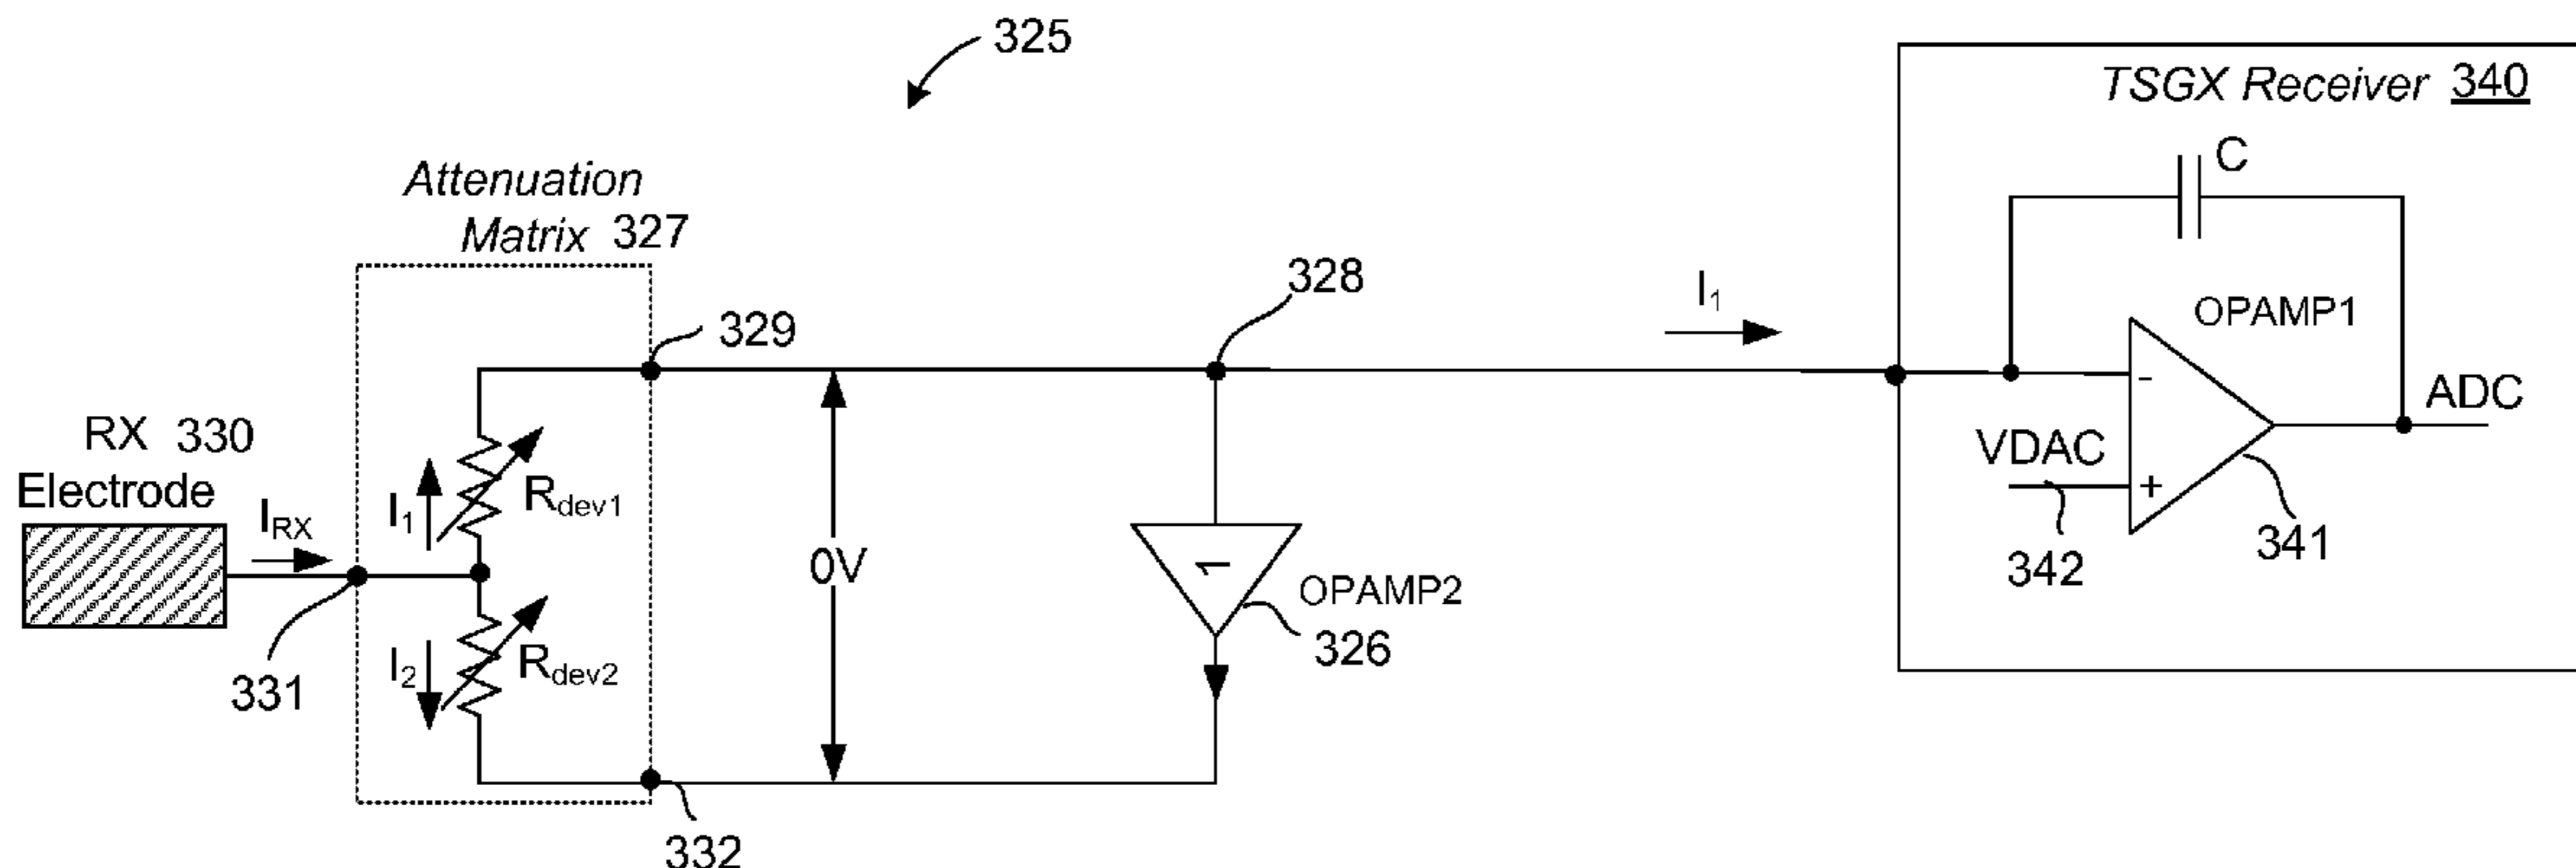 325
TSGX Receiver 340
C
Attenuation
Matrix 327
328
I1
OPAMP1
329
ADC
RX 330
Electrode
IRX
I1
Rdev1
VDAC
-
+
342
341
0V
1
OPAMP2
326
331
I2
Rdev2
332